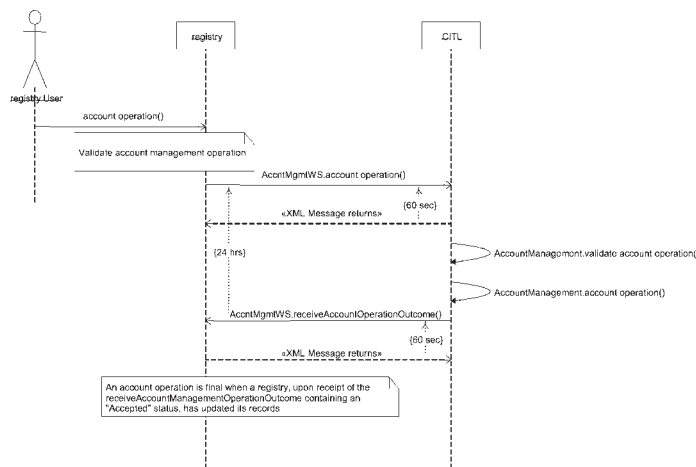 registry
CITL
registry User
account operation()
Validate account management operation
AccntMgmtWS.account operation()
{60 sec}
«XML Message returns»
{24 hrs}
AccountManagement.validate account operation(
AccountManagement.account operation()
AccntMgmtWS.receiveAccountOperationOutcome()
{60 sec}
«XML Message returns»
An account operation is final when a registry, upon receipt of the
receiveAccountManagementOperationOutcome containing an
"Accepted" status, has updated its records